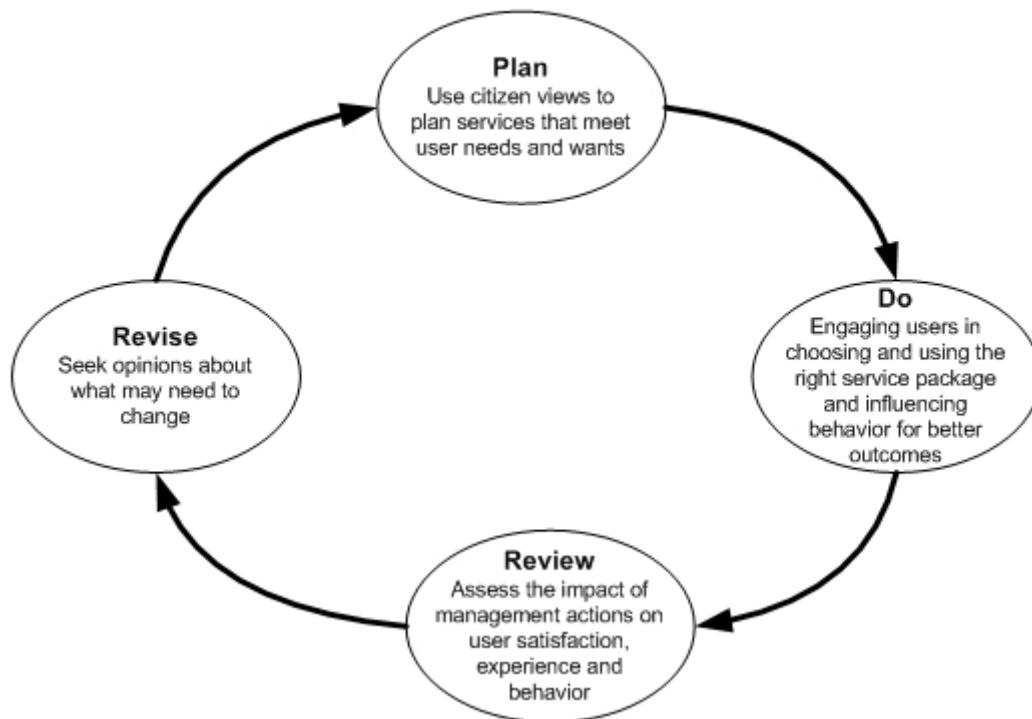 Plan
Use citizen views to
plan services that meet
user needs and wants
Do
Engaging users in
choosing and using the
right service package
and influencing
behavior for better
outcomes
Review
Assess the impact of
management actions on
user satisfaction,
experience and
behavior
Revise
Seek opinions about
what may need to
change